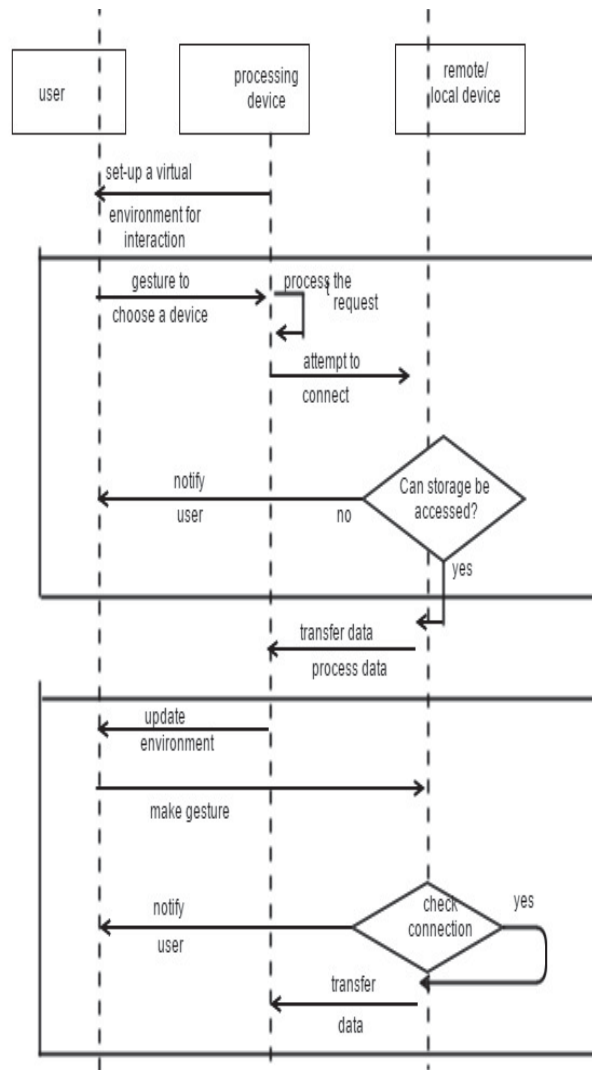 user
processing
device
remote/
local device
set-up a virtual
environment for
interaction
gesture to
choose a device
process the
request
attempt to
connect
Can storage be
accessed?
notify
user
no
yes
transfer data
process data
update
environment
make gesture
check
connection
yes
notify
user
transfer
data